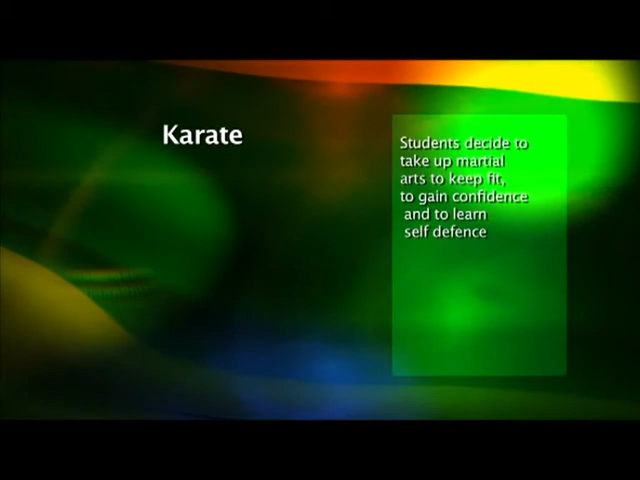 Karate
Students decide to
take up martial
arts to keep fit,
to gain confidence
and to learn
self defence